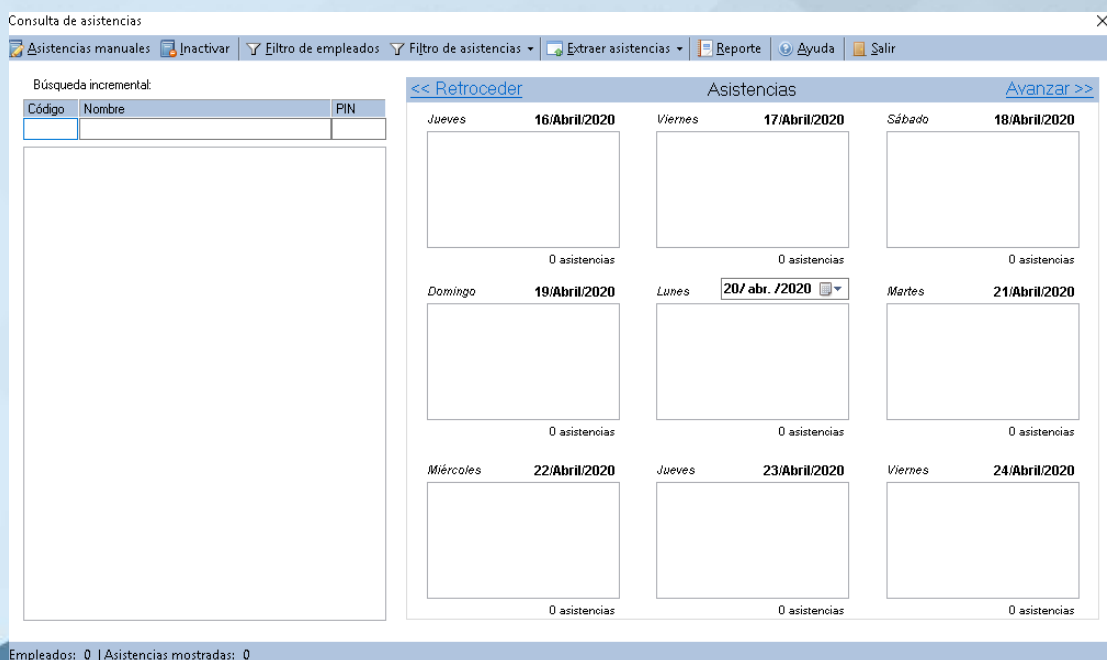 Consulta de asistencias
Asistencias manuales Inactivar Filtro de empleados Filtro de asistencias Extraer asistencias Reporte Ayuda Salir
Búsqueda incremental:
Código Nombre PIN
<< Retroceder Asistencias Avanzar >>
Jueves 16/Abril/2020 Viernes 17/Abril/2020 Sábado 18/Abril/2020
0 asistencias 0 asistencias 0 asistencias
Domingo 19/Abril/2020 Lunes 20/ abr. /2020 Martes 21/Abril/2020
0 asistencias 0 asistencias 0 asistencias
Miércoles 22/Abril/2020 Jueves 23/Abril/2020 Viernes 24/Abril/2020
0 asistencias 0 asistencias 0 asistencias
Empleados: 0 | Asistencias mostradas: 0